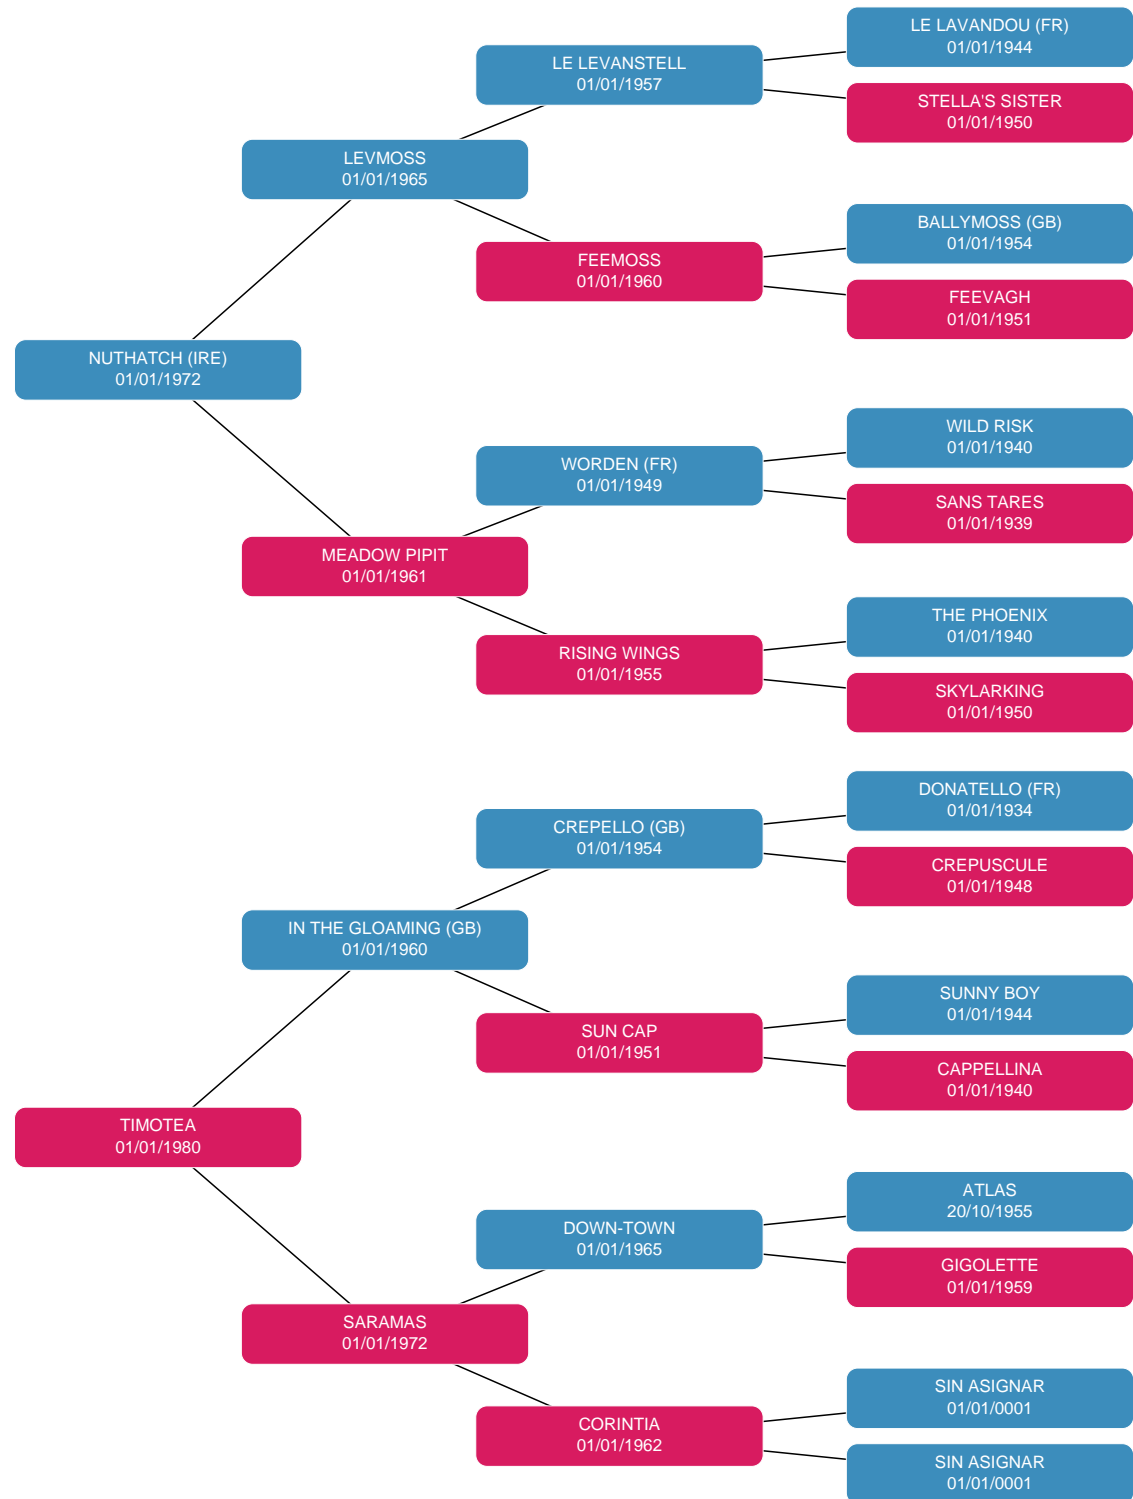 LE LAVANDOU (FR)
01/01/1944
LE LEVANSTELL
01/01/1957
STELLA'S SISTER
01/01/1950
LEVMOSS
01/01/1965
BALLYMOSS (GB)
01/01/1954
FEEMOSS
01/01/1960
FEEVAGH
01/01/1951
NUTHATCH (IRE)
01/01/1972
WILD RISK
01/01/1940
WORDEN (FR)
01/01/1949
SANS TARES
01/01/1939
MEADOW PIPIT
01/01/1961
THE PHOENIX
01/01/1940
RISING WINGS
01/01/1955
SKYLARKING
01/01/1950
DONATELLO (FR)
01/01/1934
CREPELLO (GB)
01/01/1954
CREPUSCULE
01/01/1948
IN THE GLOAMING (GB)
01/01/1960
SUNNY BOY
01/01/1944
SUN CAP
01/01/1951
CAPPELLINA
01/01/1940
TIMOTEA
01/01/1980
ATLAS
20/10/1955
DOWN-TOWN
01/01/1965
GIGOLETTE
01/01/1959
SARAMAS
01/01/1972
SIN ASIGNAR
01/01/0001
CORINTIA
01/01/1962
SIN ASIGNAR
01/01/0001